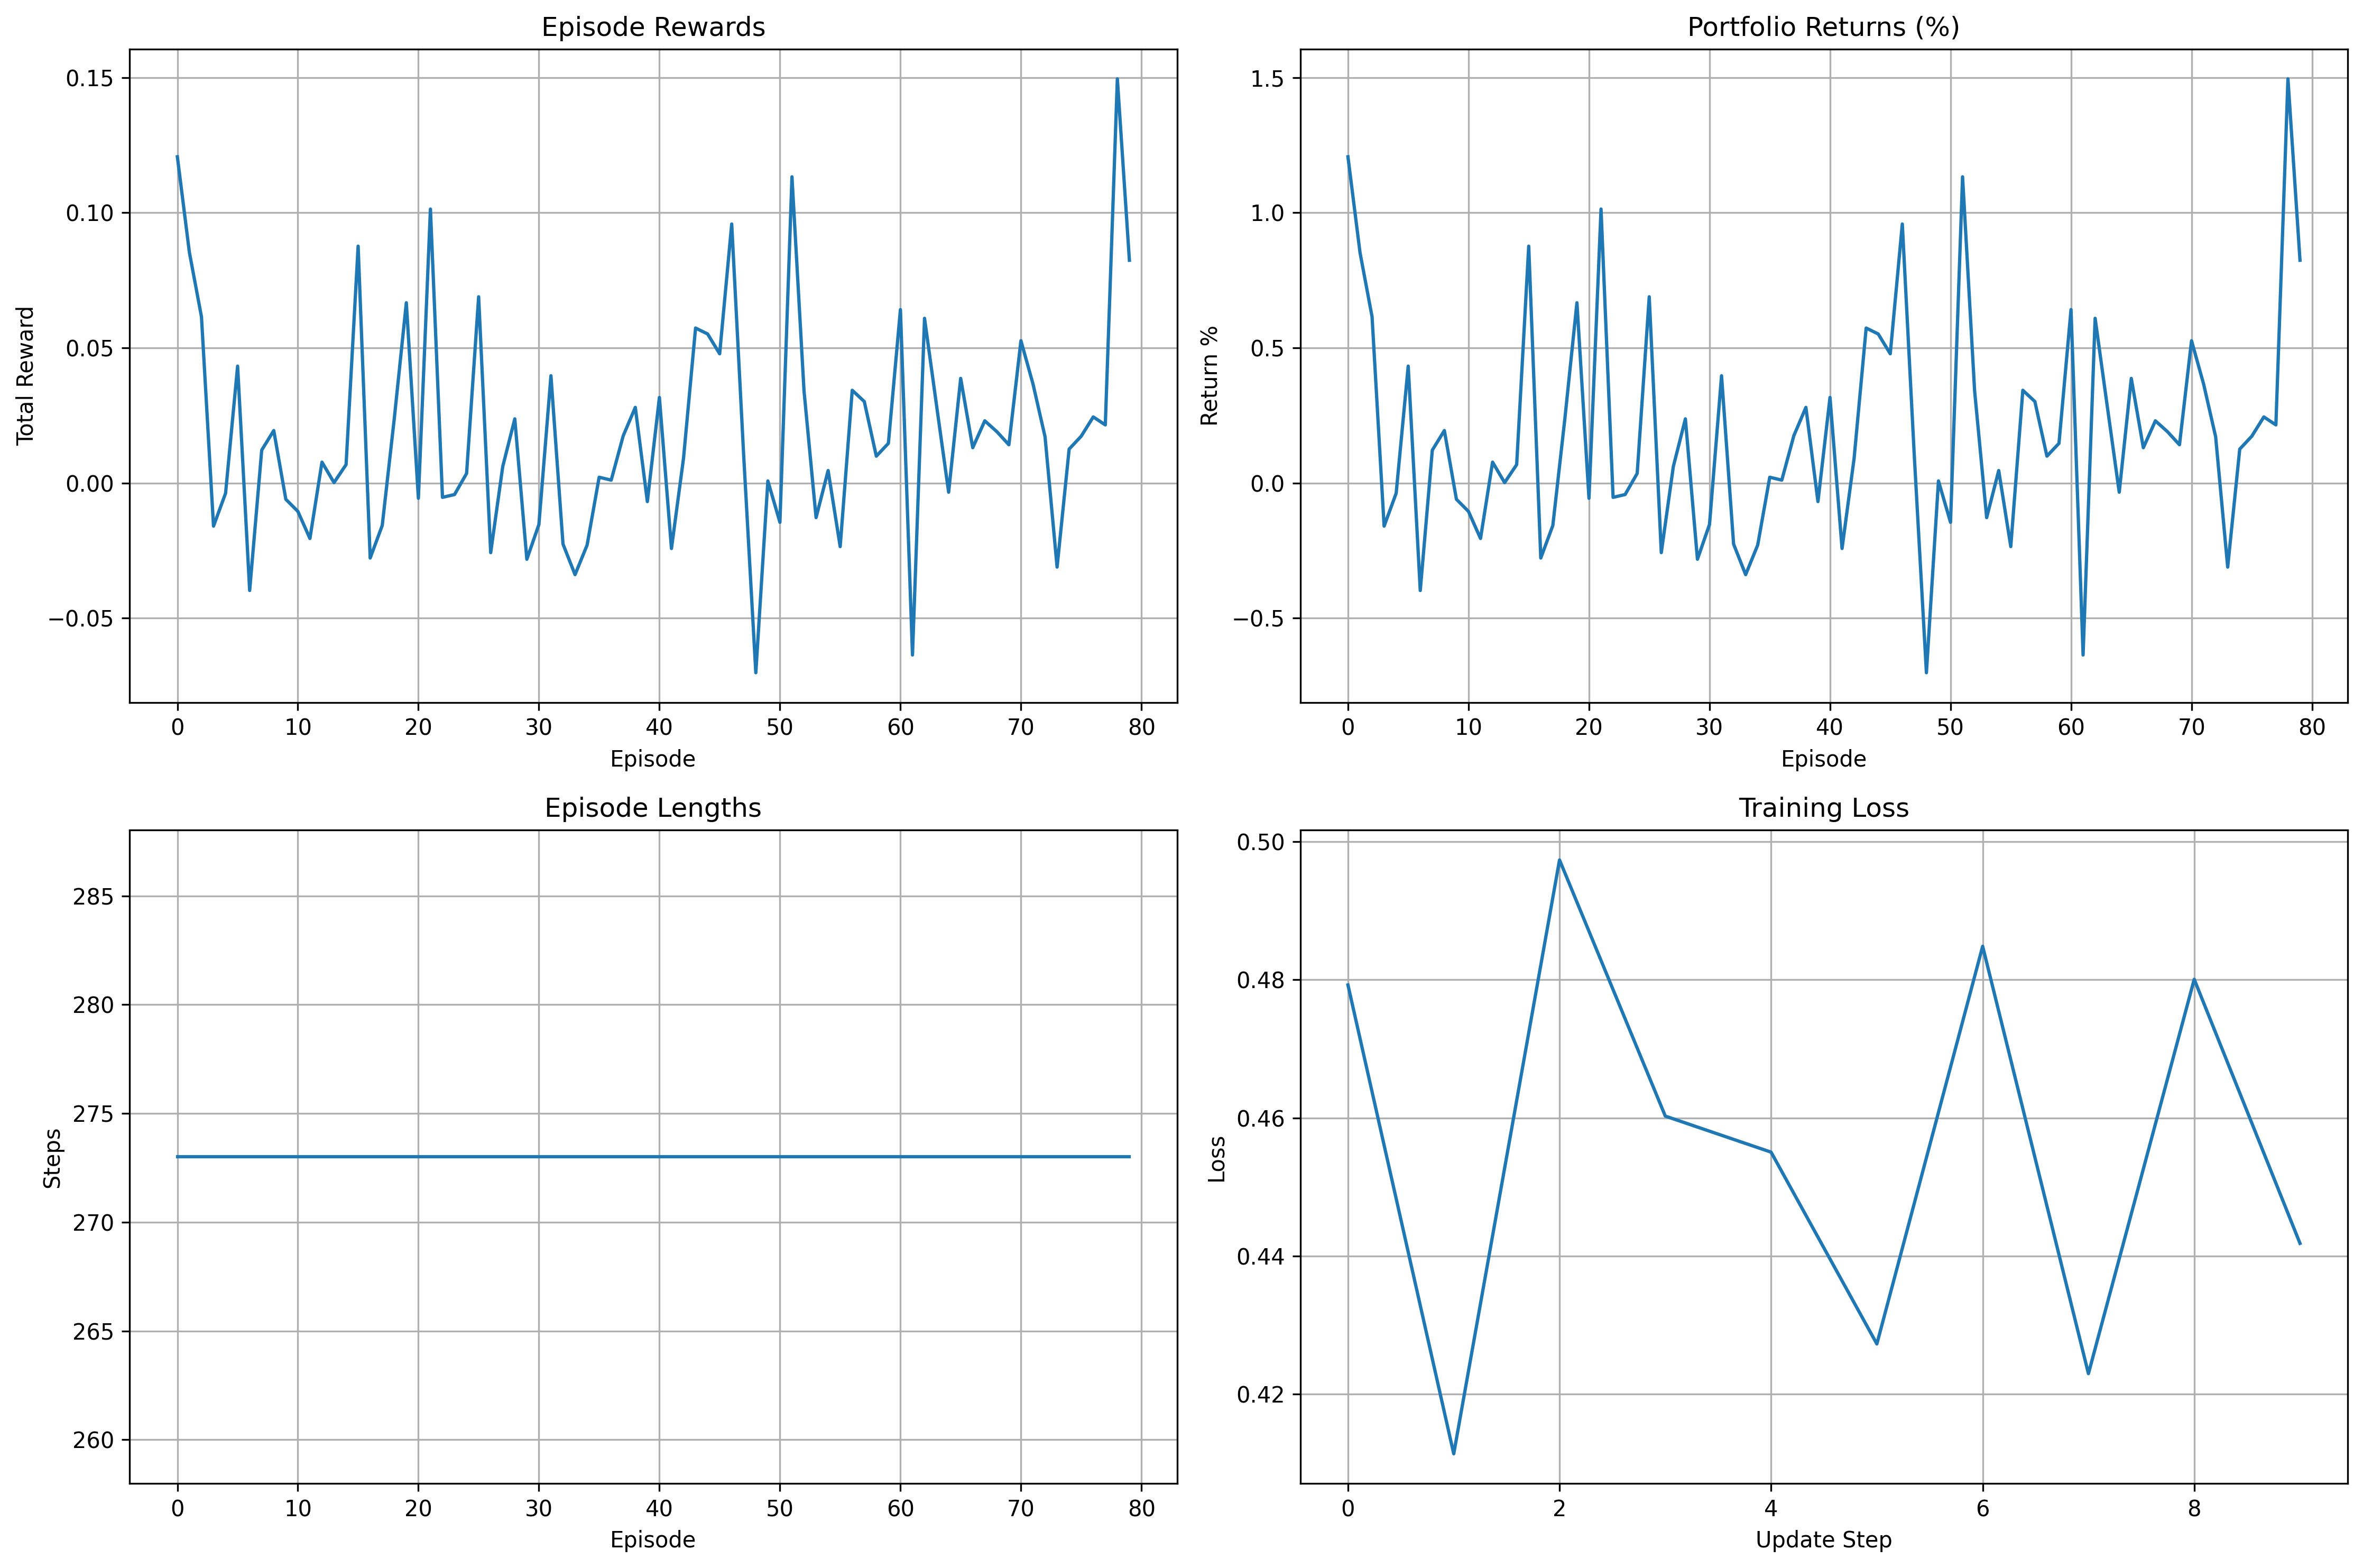 Episode Rewards
Total Reward
0.15
0.10
0.05
0.00
−0.05
0 10 20 30 40 50 60 70 80
Episode
Portfolio Returns (%)
Return %
1.5
1.0
0.5
0.0
−0.5
0 10 20 30 40 50 60 70 80
Episode
Episode Lengths
Steps
285
280
275
270
265
260
0 10 20 30 40 50 60 70 80
Episode
Training Loss
Loss
0.50
0.48
0.46
0.44
0.42
0 2 4 6 8
Update Step